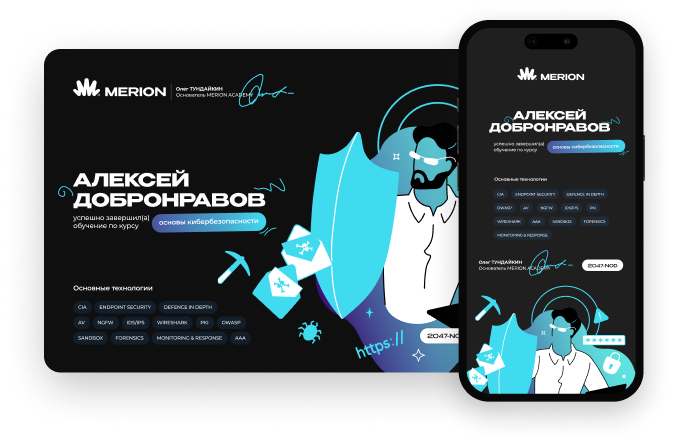 MERION
Олег ТУНДАЙКИН
Основатель MERION ACADEMY
АЛЕКСЕЙ
ДОБРОНРАВОВ
успешно завершил(а)
обучение по курсу
основы кибербезопасности
Основные технологии
CIA ENDPOINT SECURITY DEFENCE IN DEPTH
AV NGFW IDS/IPS WIRESHARK PKI OWASP
SANDBOX FORENSICS MONITORING & RESPONSE AAA
https://
2047-NO
MERION
АЛЕКСЕЙ
ДОБРОНРАВОВ
успешно завершил(а)
обучение по курсу
основы кибербезопасности
Основные технологии
CIA ENDPOINT SECURITY DEFENCE IN DEPTH
OWASP AV NGFW IDS/IPS PKI
WIRESHARK AAA SANDBOX FORENSICS
MONITORING & RESPONSE
Олег ТУНДАЙКИН
Основатель MERION ACADEMY
2047-NOD